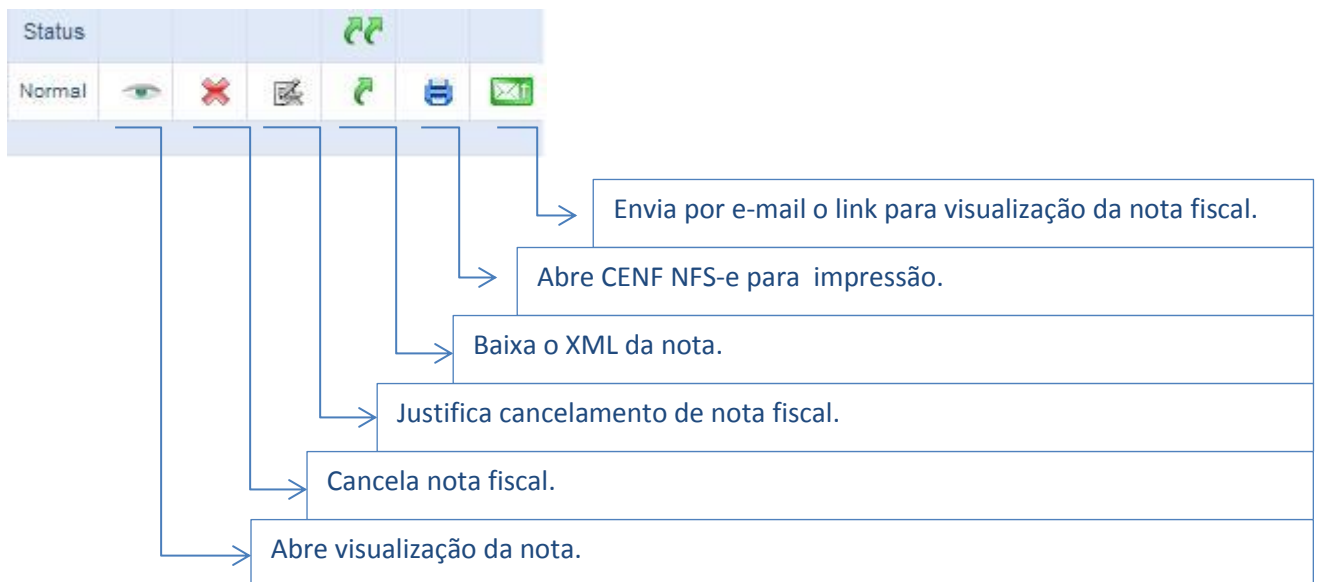 Status
Normal
Envia por e-mail o link para visualização da nota fiscal.
Abre CENF NFS-e para  impressão.
Baixa o XML da nota.
Justifica cancelamento de nota fiscal.
Cancela nota fiscal.
Abre visualização da nota.